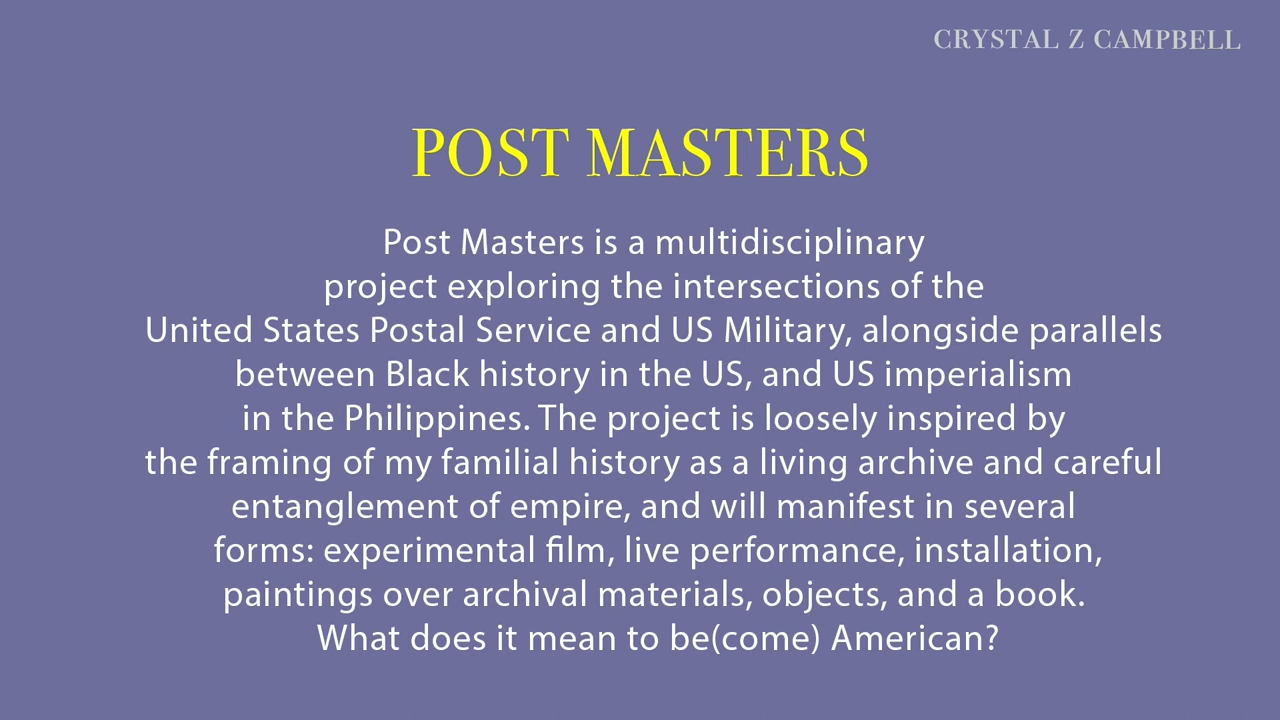 CRYSTAL Z CAMPBELL
POST MASTERS
Post Masters is a multidisciplinary
project exploring the intersections of the
United States Postal Service and US Military, alongside parallels
between Black history in the US, and US imperialism
in the Philippines. The project is loosely inspired by
the framing of my familial history as a living archive and careful
entanglement of empire, and will manifest in several
forms: experimental film, live performance, installation,
paintings over archival materials, objects, and a book.
What does it mean to be(come) American?